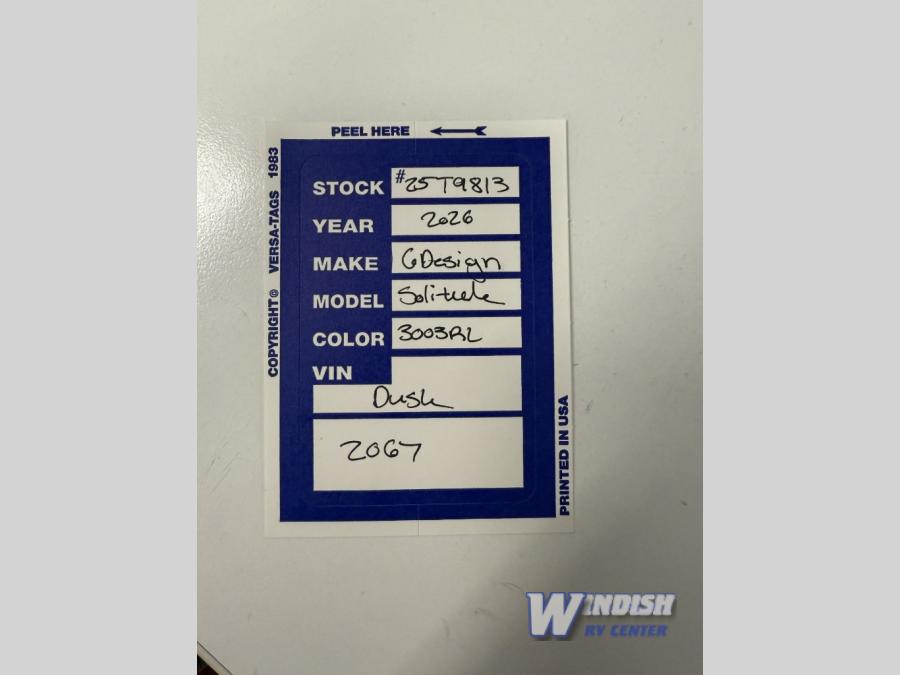 PEEL HERE
COPYRIGHT © VERSA-TAGS 1983
STOCK #25T9813
YEAR 2026
MAKE GDesign
MODEL Solitude
COLOR 3003RL
VIN
Dusk
2067
PRINTED IN USA
WINDISH
RV CENTER